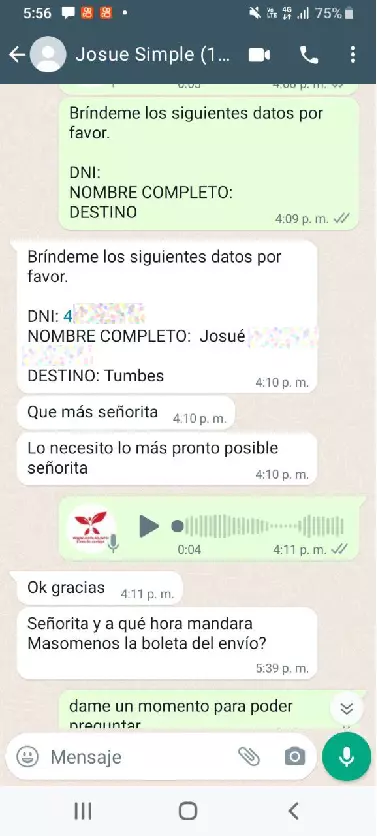 5:56
4G
75%
Josue Simple (1...
0:03 4:08 p. m.
Bríndeme los siguientes datos por
favor.
DNI:
NOMBRE COMPLETO:
DESTINO
4:09 p. m.
Bríndeme los siguientes datos por
favor.
DNI: 4
NOMBRE COMPLETO: Josué
DESTINO: Tumbes
4:10 p. m.
Que más señorita 4:10 p. m.
Lo necesito lo más pronto posible
señorita
4:10 p. m.
0:04 4:11 p. m.
Ok gracias 4:11 p. m.
Señorita y a qué hora mandara
Masomenos la boleta del envío?
5:39 p. m.
dame un momento para poder
preguntar
Mensaje